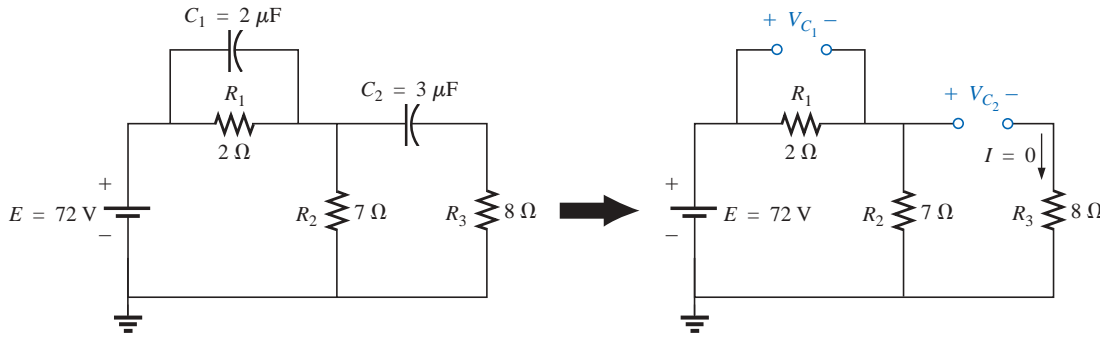 C1 = 2 μF
R1
2 Ω
C2 = 3 μF
+
E = 72 V
−
R2
7 Ω
R3
8 Ω
+ VC1 −
R1
2 Ω
+ VC2 −
I = 0
+
E = 72 V
−
R2
7 Ω
R3
8 Ω